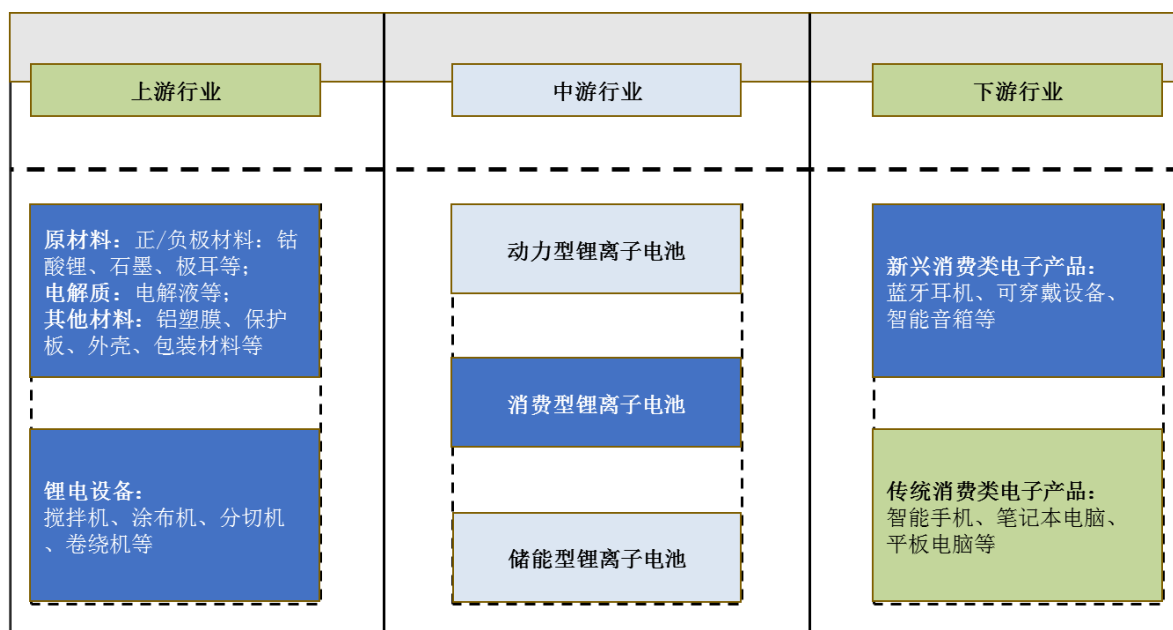 上游行业
中游行业
下游行业
原材料：正/负极材料：钴
酸锂、石墨、极耳等；
电解质：电解液等；
其他材料：铝塑膜、保护
板、外壳、包装材料等
锂电设备：
搅拌机、涂布机、分切机
、卷绕机等
动力型锂离子电池
消费型锂离子电池
储能型锂离子电池
新兴消费类电子产品：
蓝牙耳机、可穿戴设备、
智能音箱等
传统消费类电子产品：
智能手机、笔记本电脑、
平板电脑等